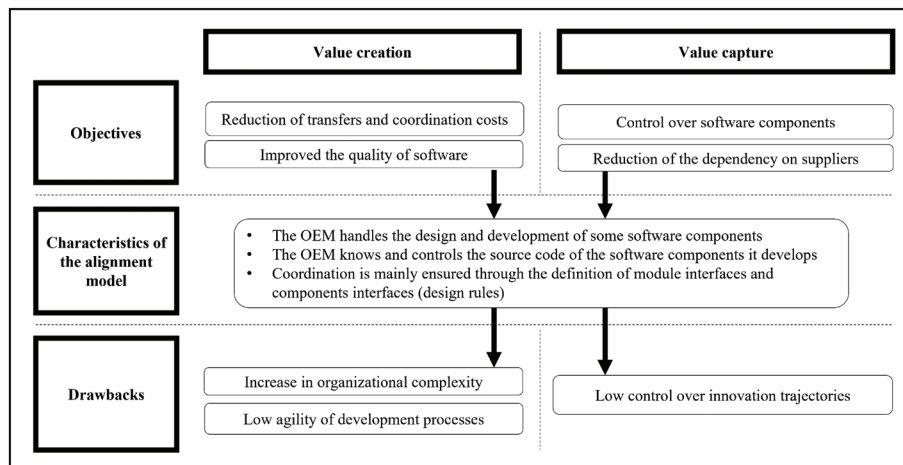 Value creation
Value capture
Objectives
Reduction of transfers and coordination costs
Improved the quality of software
Control over software components
Reduction of the dependency on suppliers
Characteristics of
the alignment
model
• The OEM handles the design and development of some software components
• The OEM knows and controls the source code of the software components it develops
• Coordination is mainly ensured through the definition of module interfaces and
components interfaces (design rules)
Drawbacks
Increase in organizational complexity
Low agility of development processes
Low control over innovation trajectories